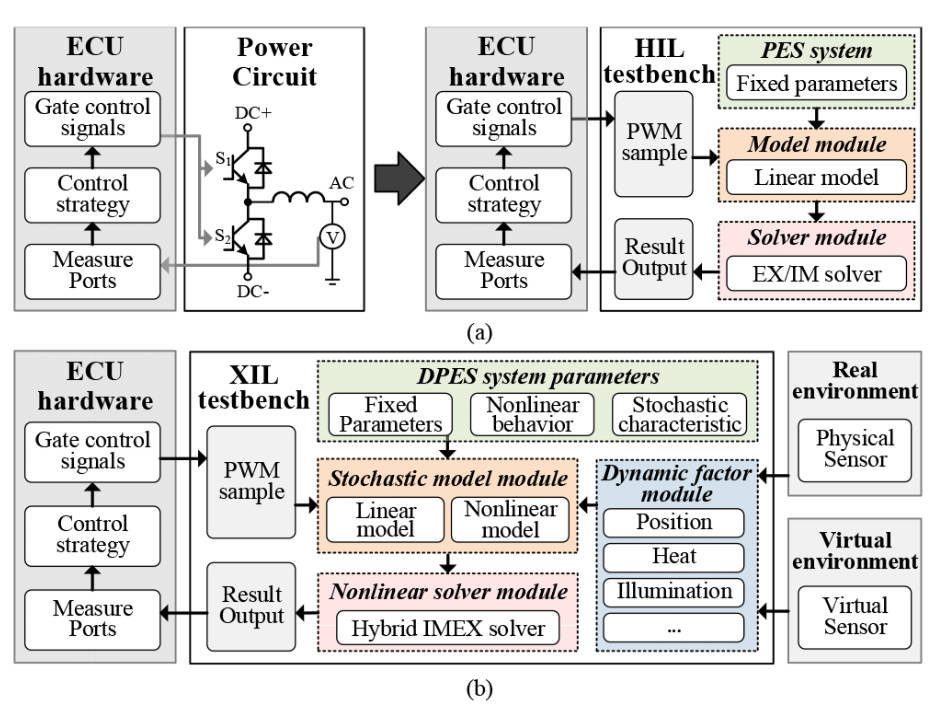 ECU
hardware
Gate control
signals
Control
strategy
Measure
Ports
Power
Circuit
DC+
S1
AC
S2
V
DC-
ECU
hardware
Gate control
signals
Control
strategy
Measure
Ports
HIL
testbench
PWM
sample
Result
Output
PES system
Fixed parameters
Model module
Linear model
Solver module
EX/IM solver
(a)
ECU
hardware
Gate control
signals
Control
strategy
Measure
Ports
XIL
testbench
PWM
sample
Result
Output
DPES system parameters
Fixed
Parameters
Nonlinear
behavior
Stochastic
characteristic
Stochastic model module
Linear
model
Nonlinear
model
Nonlinear solver module
Hybrid IMEX solver
Dynamic factor
module
Position
Heat
Illumination
...
Real
environment
Physical
Sensor
Virtual
environment
Virtual
Sensor
(b)